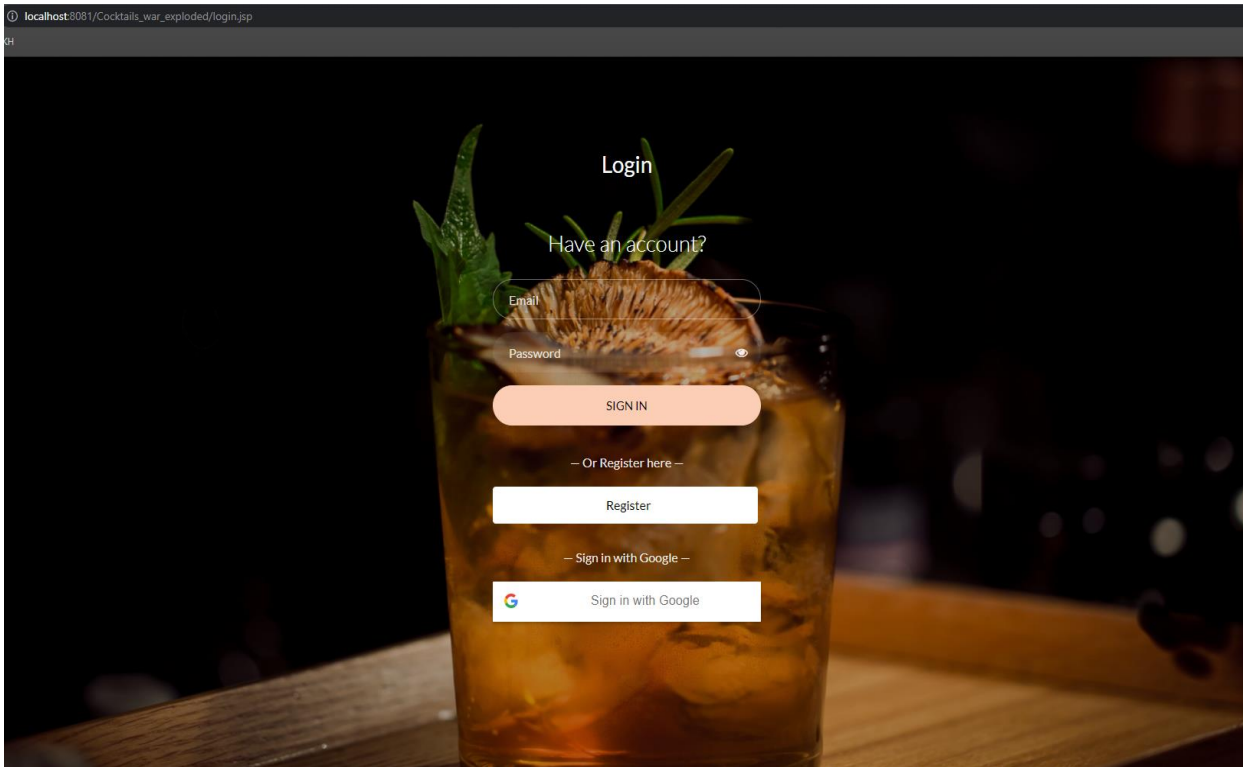 localhost:8081/Cocktails_war_exploded/login.jsp
KH
Login
Have an account?
Email
Password
SIGN IN
— Or Register here —
Register
— Sign in with Google —
Sign in with Google